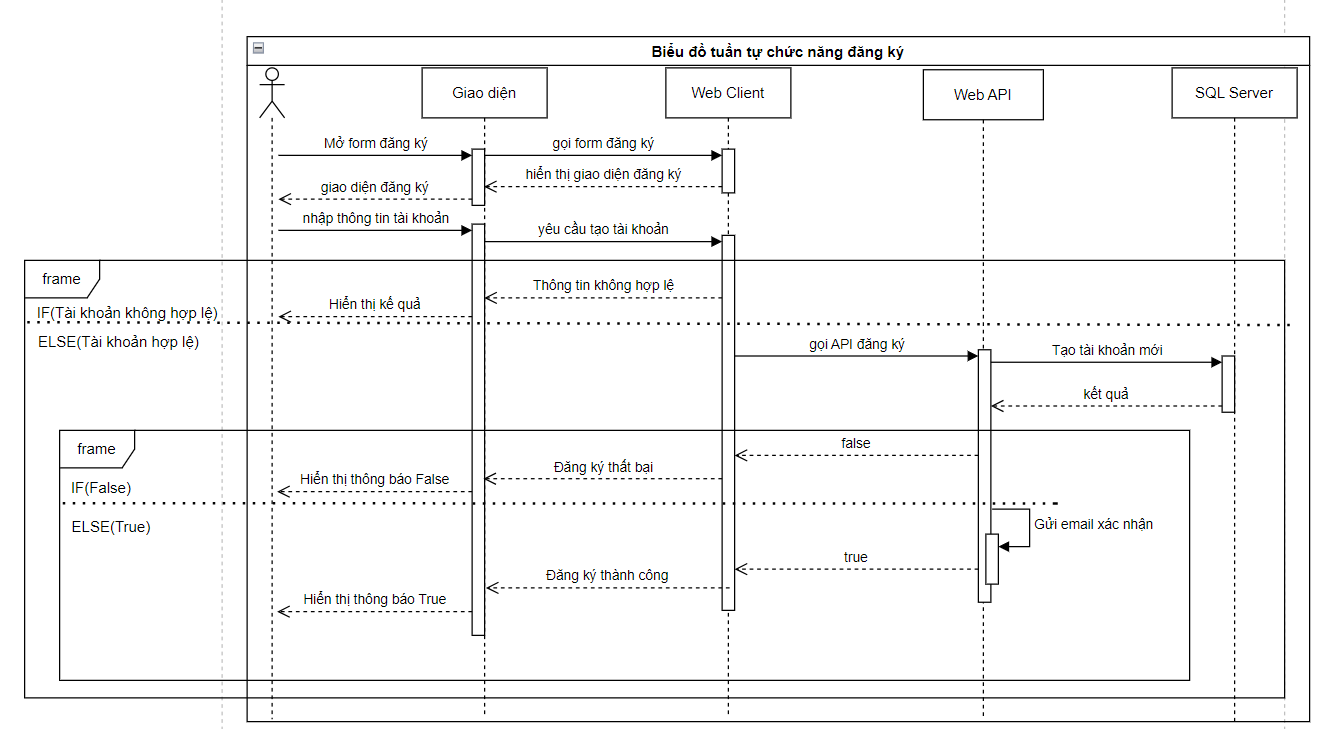 Biểu đồ tuần tự chức năng đăng ký
Giao diện
Web Client
Web API
SQL Server
Mở form đăng ký
gọi form đăng ký
hiển thị giao diện đăng ký
giao diện đăng ký
nhập thông tin tài khoản
yêu cầu tạo tài khoản
frame
Thông tin không hợp lệ
Hiển thị kế quả
IF(Tài khoản không hợp lệ)
ELSE(Tài khoản hợp lệ)
gọi API đăng ký
Tạo tài khoản mới
kết quả
frame
false
Đăng ký thất bại
Hiển thị thông báo False
IF(False)
ELSE(True)
Gửi email xác nhận
true
Đăng ký thành công
Hiển thị thông báo True